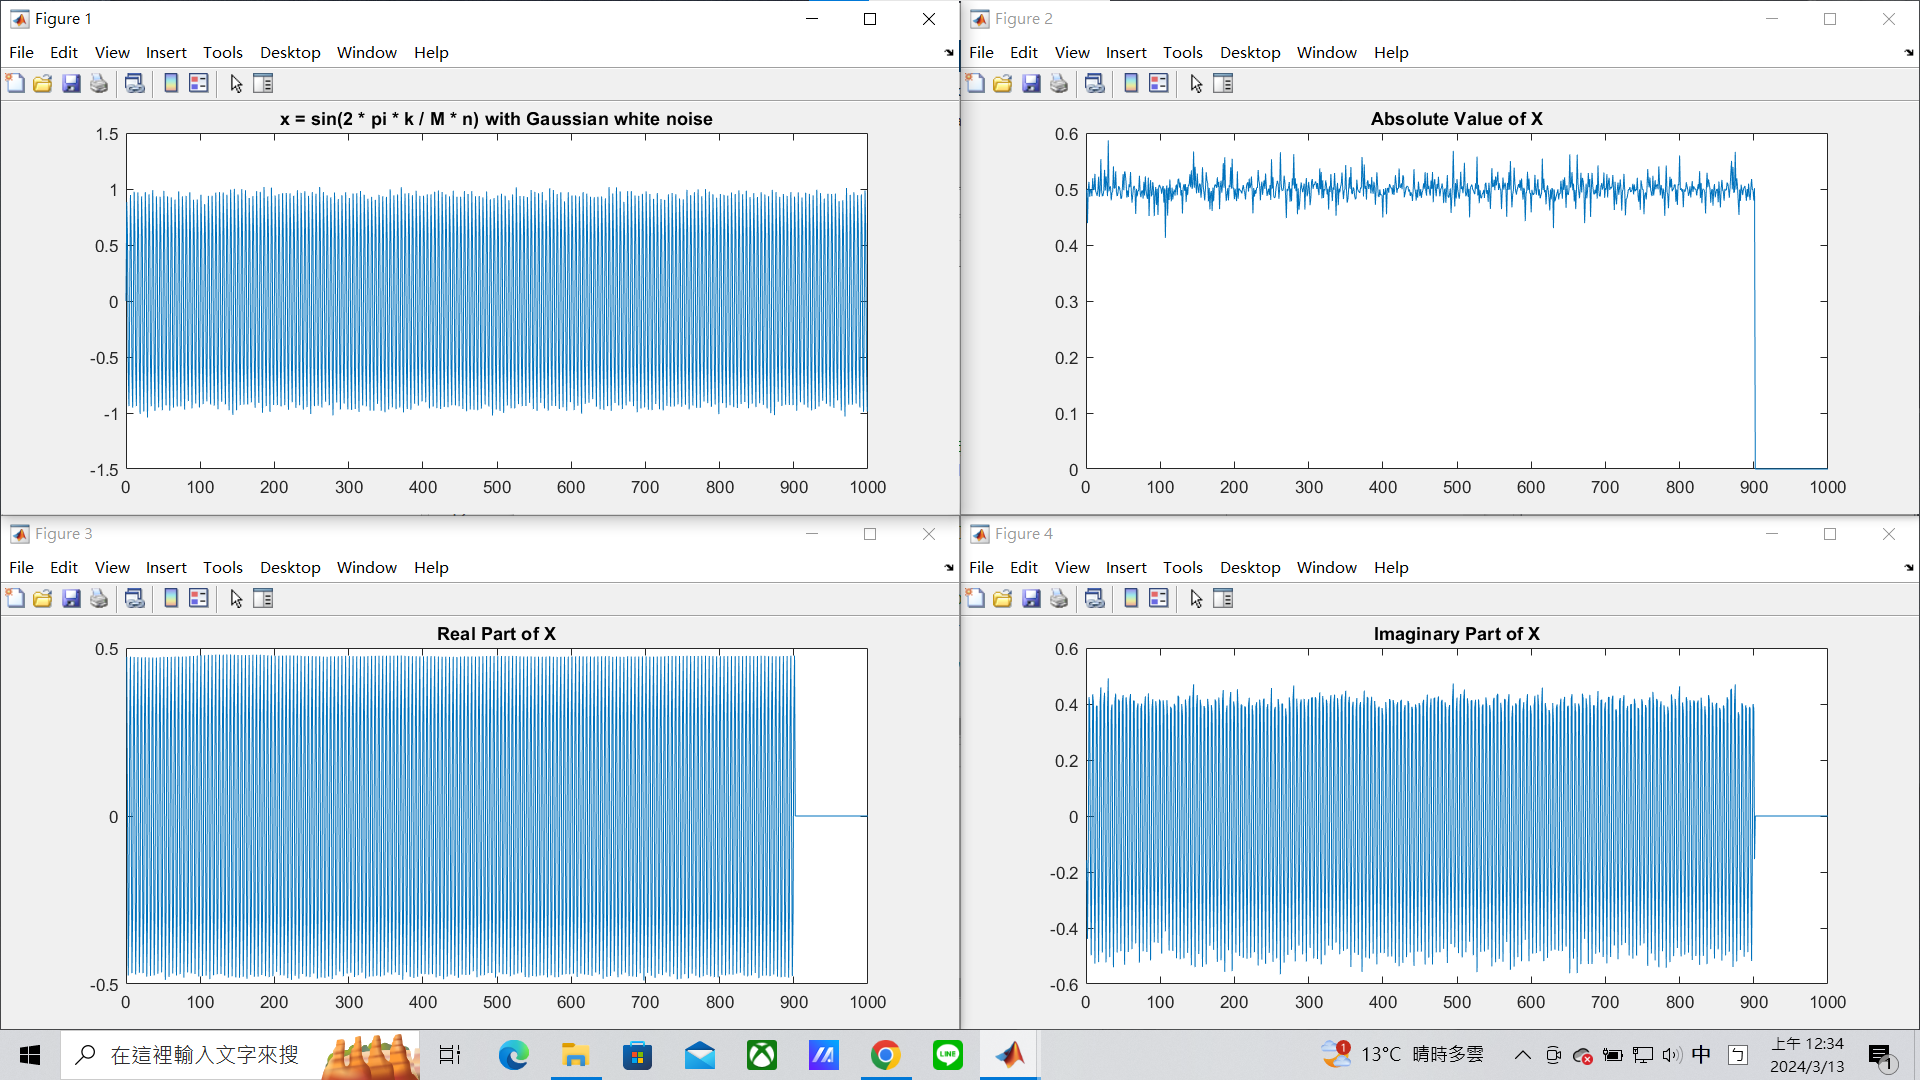 Figure 1
File Edit View Insert Tools Desktop Window Help
x = sin(2 * pi * k / M * n) with Gaussian white noise
1.5
1
0.5
0
-0.5
-1
-1.5
0 100 200 300 400 500 600 700 800 900 1000
Figure 2
File Edit View Insert Tools Desktop Window Help
Absolute Value of X
0.6
0.5
0.4
0.3
0.2
0.1
0
0 100 200 300 400 500 600 700 800 900 1000
Figure 3
File Edit View Insert Tools Desktop Window Help
Real Part of X
0.5
0
-0.5
0 100 200 300 400 500 600 700 800 900 1000
Figure 4
File Edit View Insert Tools Desktop Window Help
Imaginary Part of X
0.6
0.4
0.2
0
-0.2
-0.4
-0.6
0 100 200 300 400 500 600 700 800 900 1000
在這裡輸入文字來搜
LINE
1
13°C 晴時多雲
中
ㄅ
上午 12:34
2024/3/13
1